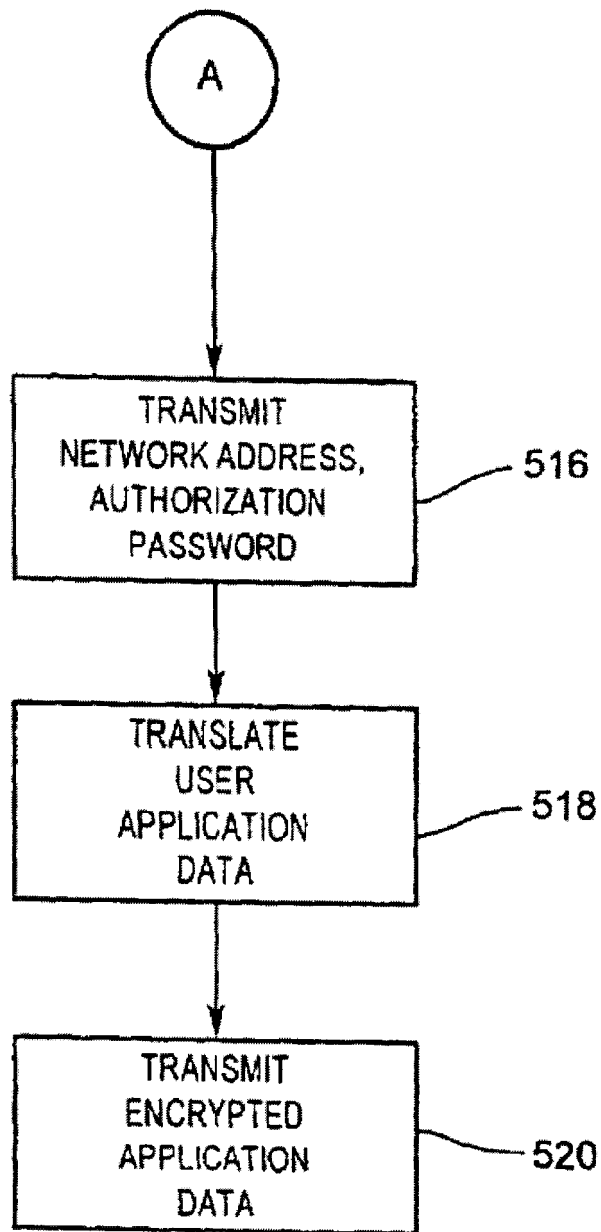 A
TRANSMIT
NETWORK ADDRESS,
AUTHORIZATION
PASSWORD
516
TRANSLATE
USER
APPLICATION
DATA
518
TRANSMIT
ENCRYPTED
APPLICATION
DATA
520